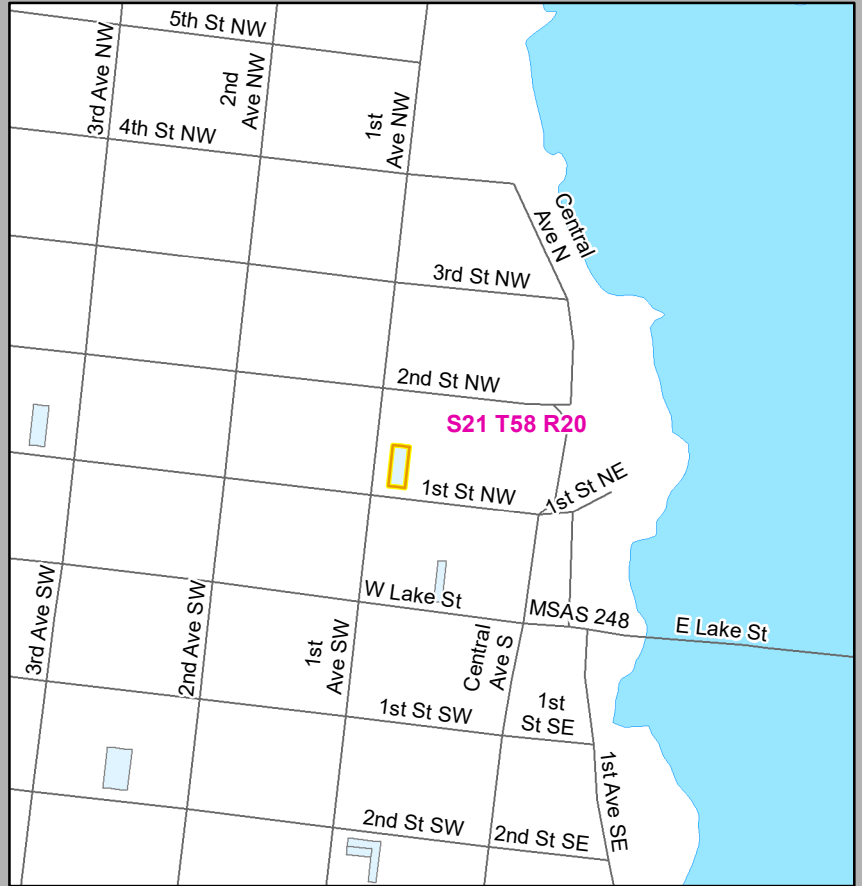 5th St NW
3rd Ave NW
2nd
Ave NW
1st
Ave NW
4th St NW
Central
Ave N
3rd St NW
2nd St NW
S21 T58 R20
1st St NW
1st St NE
W Lake St
MSAS 248
E Lake St
3rd Ave SW
2nd Ave SW
1st
Ave SW
Central
Ave S
1st St SW
1st
St SE
1st Ave SE
2nd St SW
2nd St SE